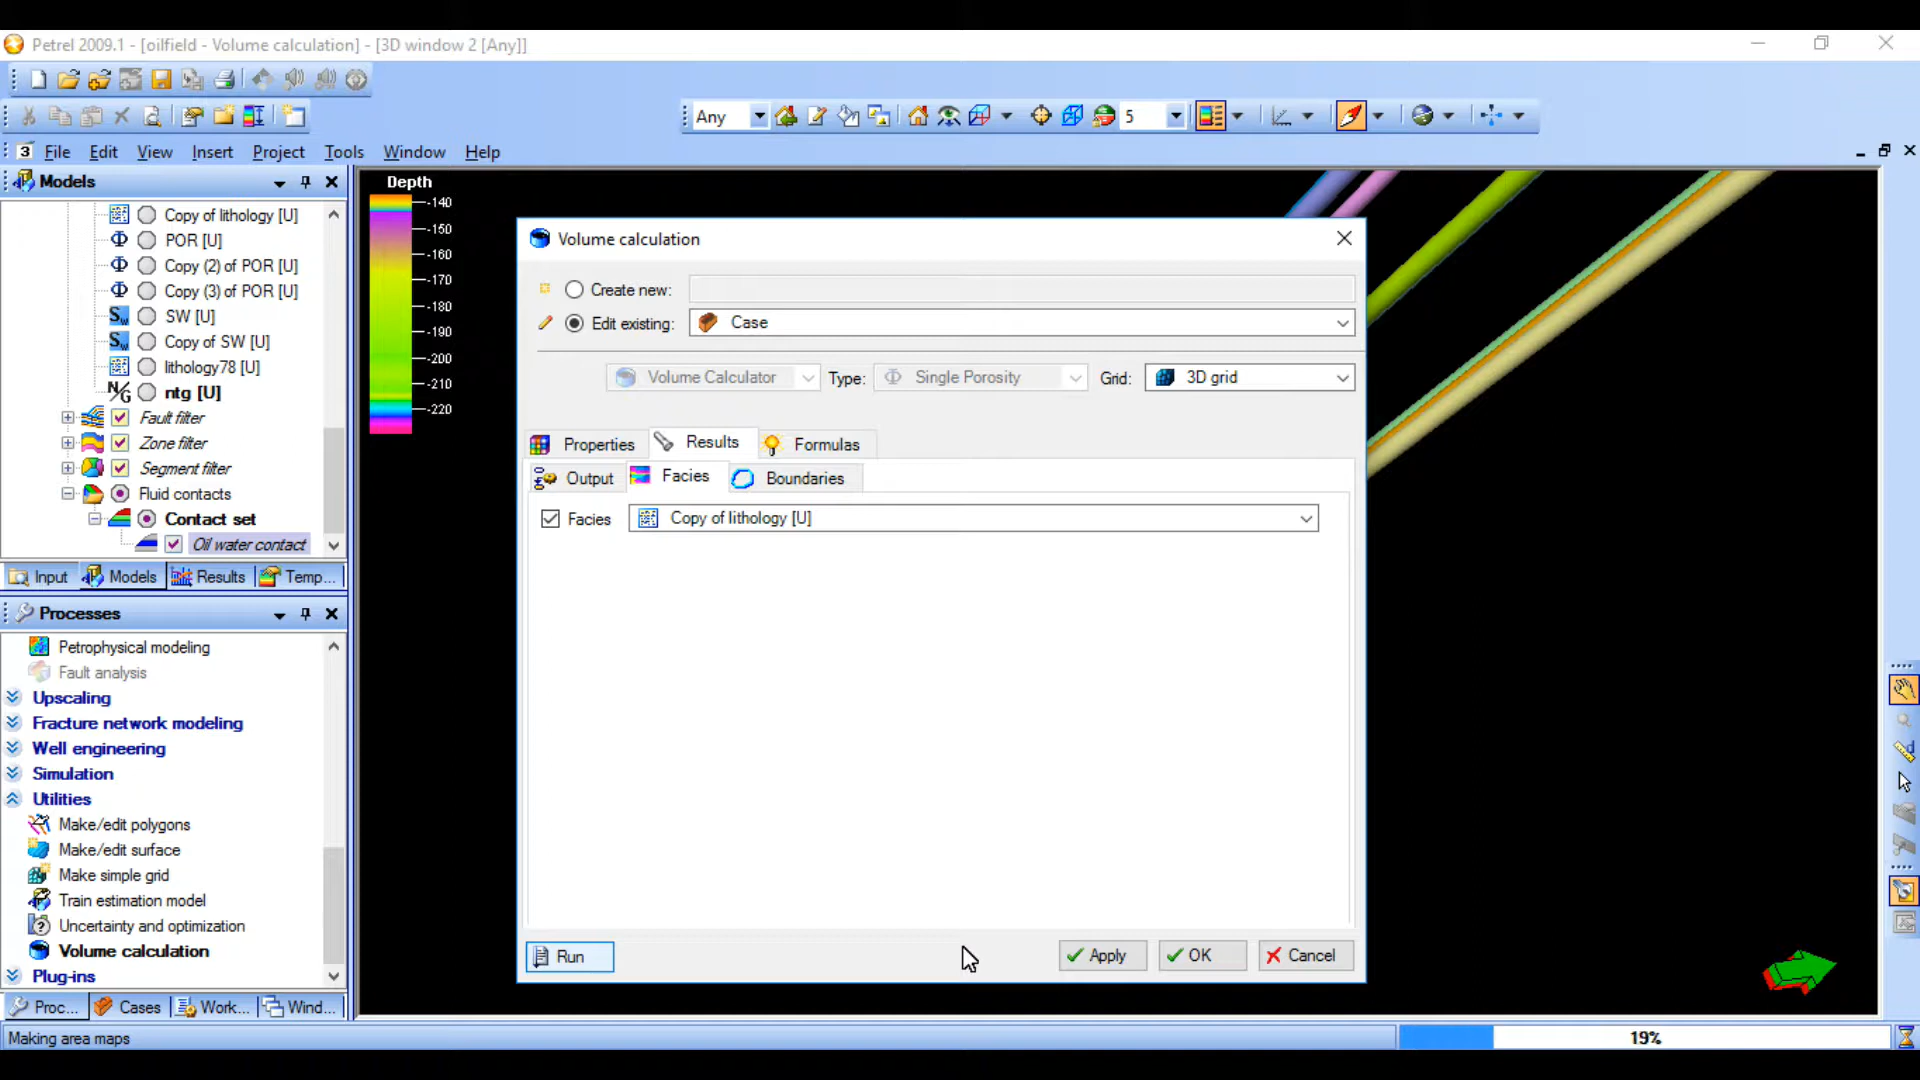 Petrel 2009.1 - [oilfield - Volume calculation] - [3D window 2 [Any]]
Any
5
3 File Edit View Insert Project Tools Window Help
Models
Copy of lithology [U]
POR [U]
Copy (2) of POR [U]
Copy (3) of POR [U]
SW [U]
Copy of SW [U]
lithology78 [U]
N/G ntg [U]
Fault filter
Zone filter
Segment filter
Fluid contacts
Contact set
Oil water contact
Input Models Results Temp...
Processes
Petrophysical modeling
Fault analysis
Upscaling
Fracture network modeling
Well engineering
Simulation
Utilities
Make/edit polygons
Make/edit surface
Make simple grid
Train estimation model
Uncertainty and optimization
Volume calculation
Plug-ins
Proc... Cases Work... Wind...
Depth
-140
-150
-160
-170
-180
-190
-200
-210
-220
Volume calculation
Create new:
Edit existing: Case
Volume Calculator Type: Single Porosity Grid: 3D grid
Properties Results Formulas
Output Facies Boundaries
Facies Copy of lithology [U]
Run Apply OK Cancel
Making area maps 19%